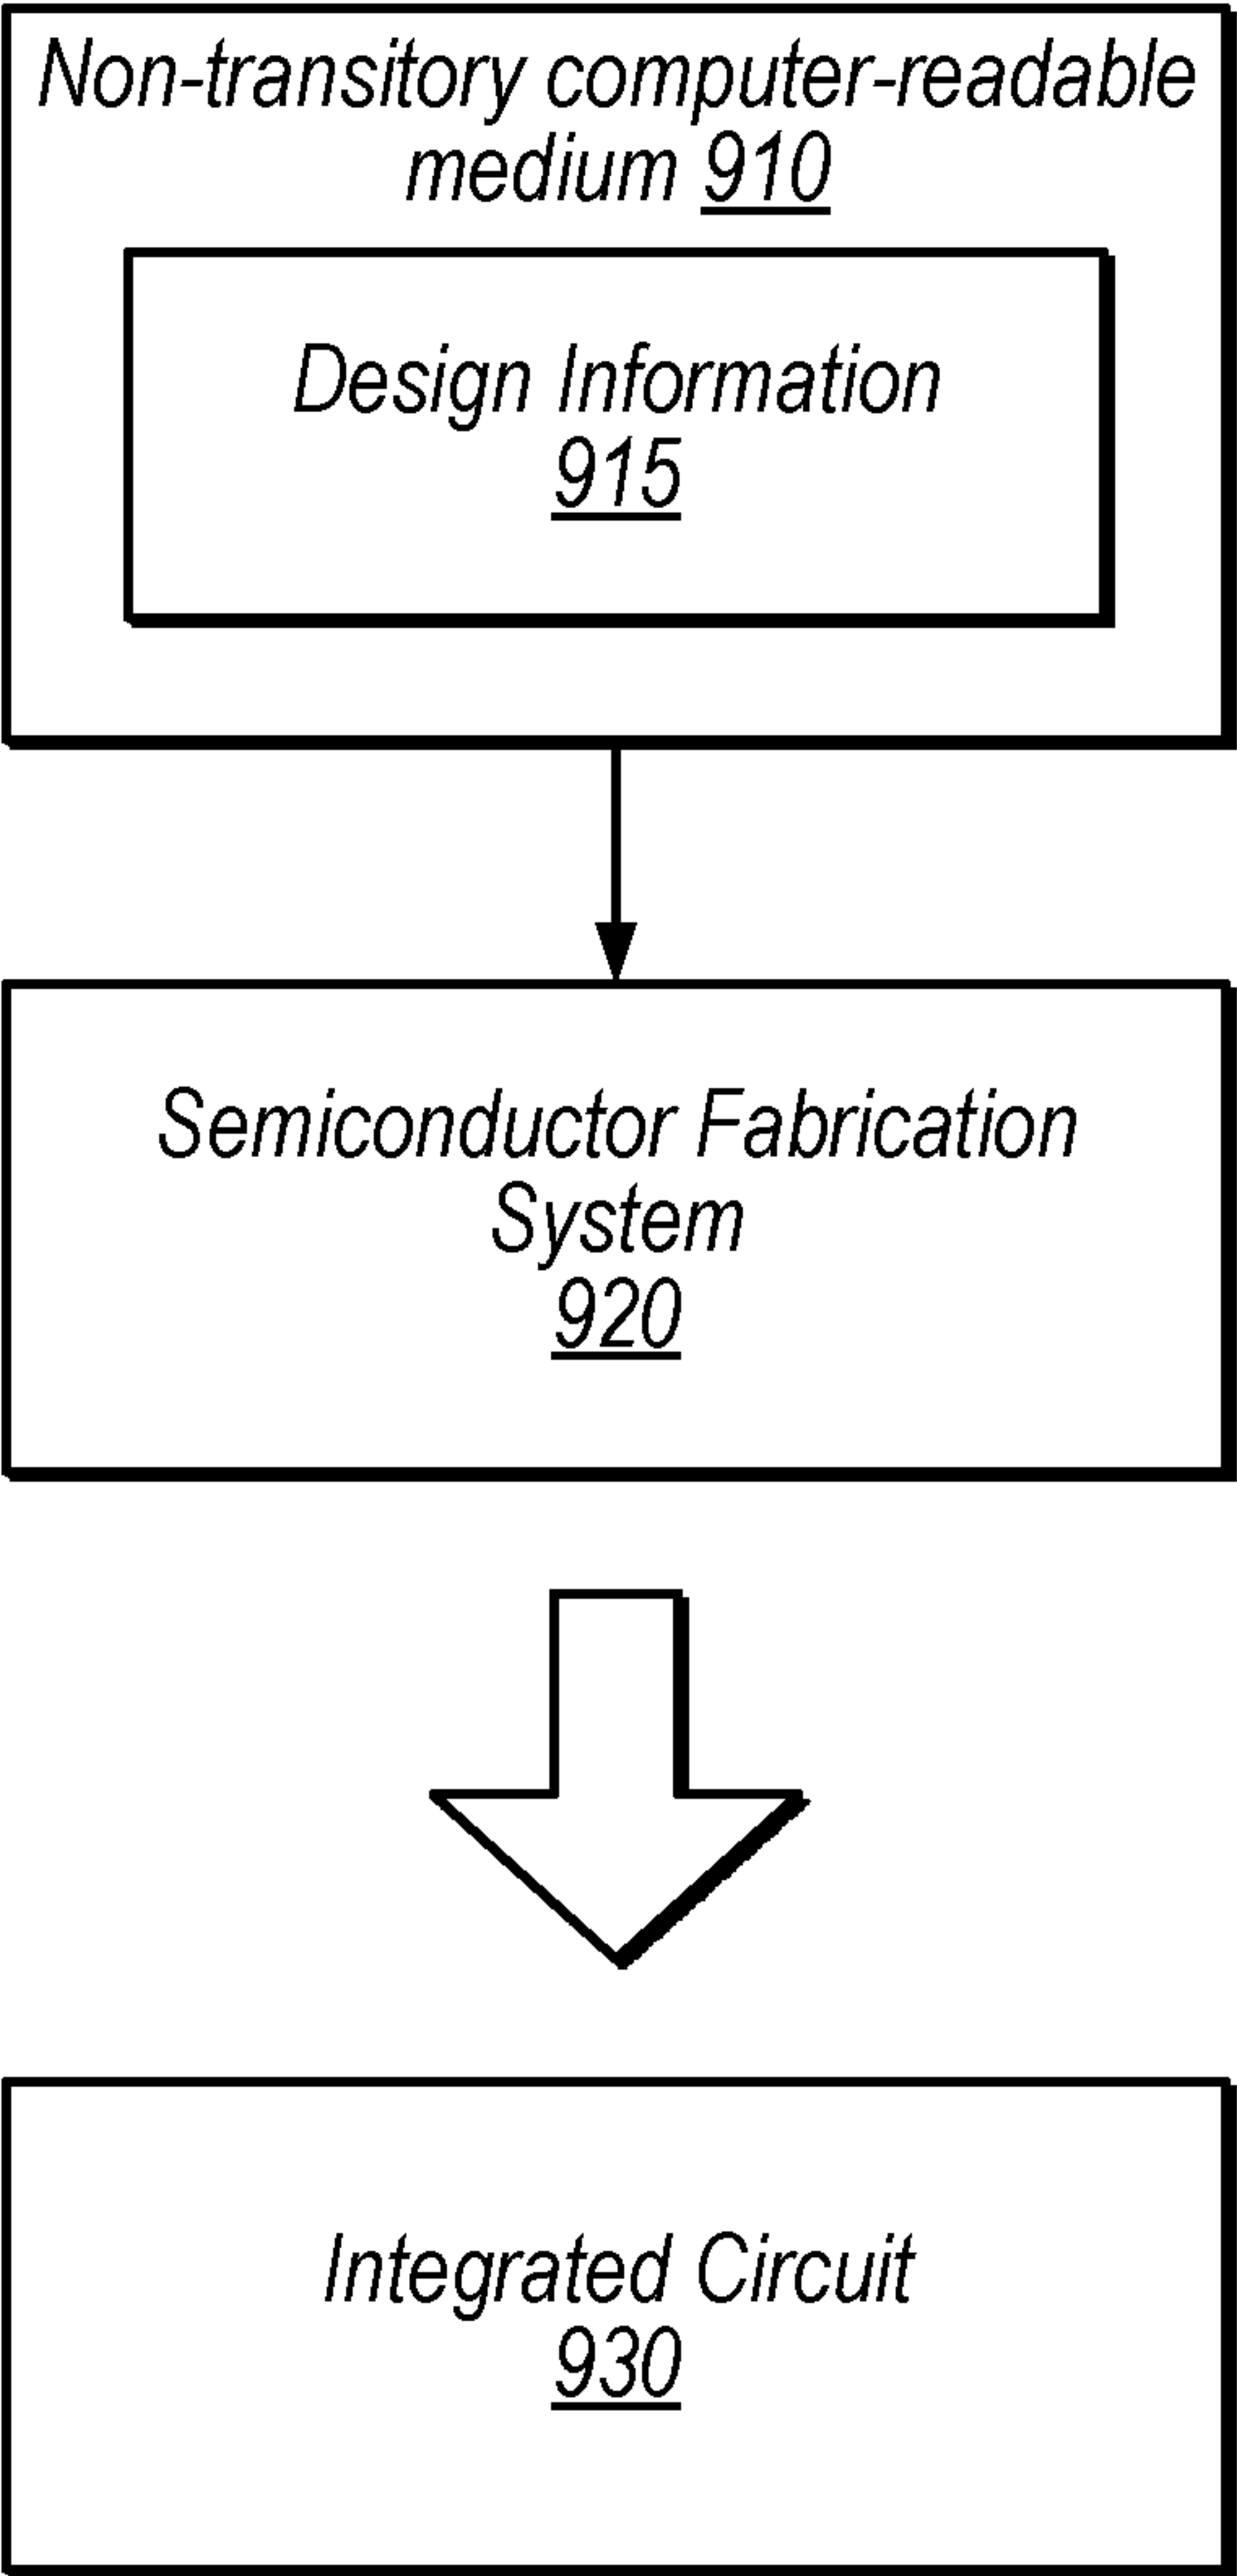 Non-transitory computer-readable
medium 910
Design Information
915
Semiconductor Fabrication
System
920
Integrated Circuit
930